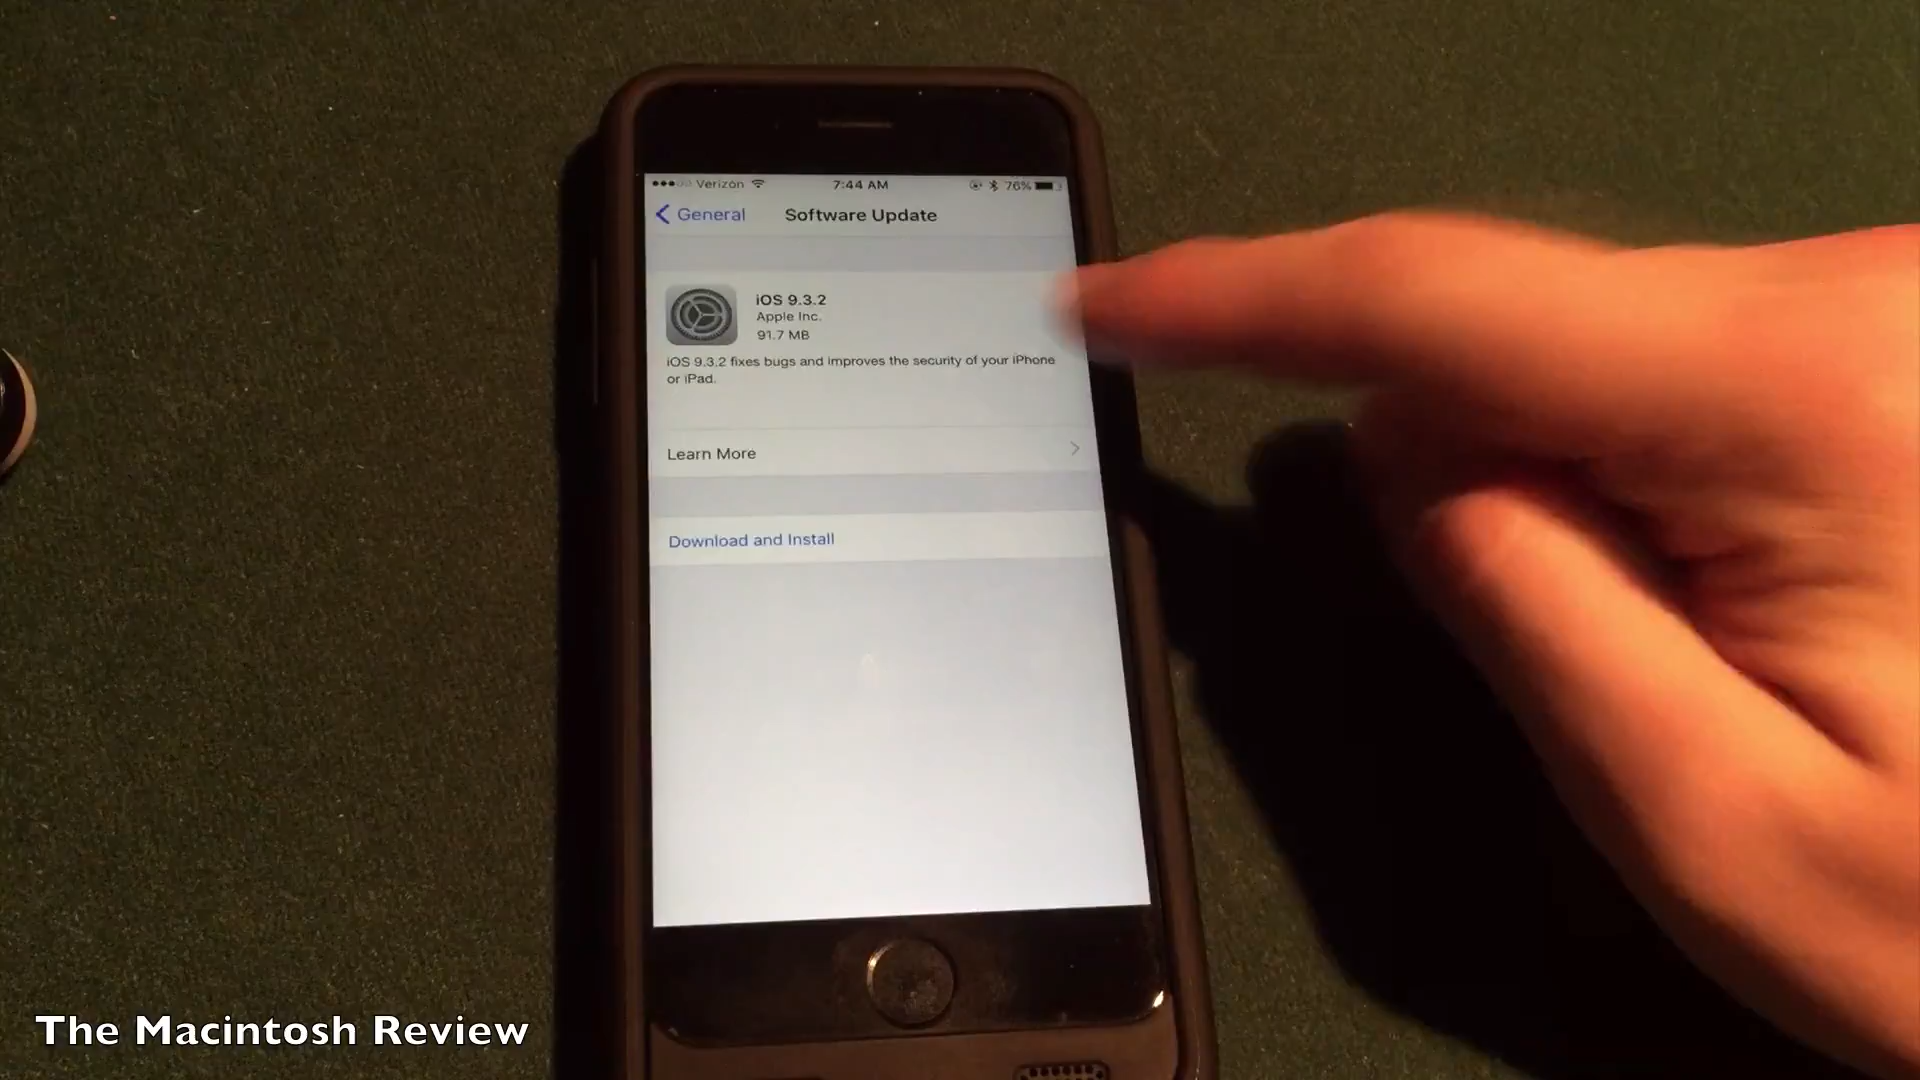 ●●●○○ Verizon 7:44 AM 76%
General Software Update
iOS 9.3.2
Apple Inc.
91.7 MB
iOS 9.3.2 fixes bugs and improves the security of your iPhone
or iPad.
Learn More
Download and Install
The Macintosh Review